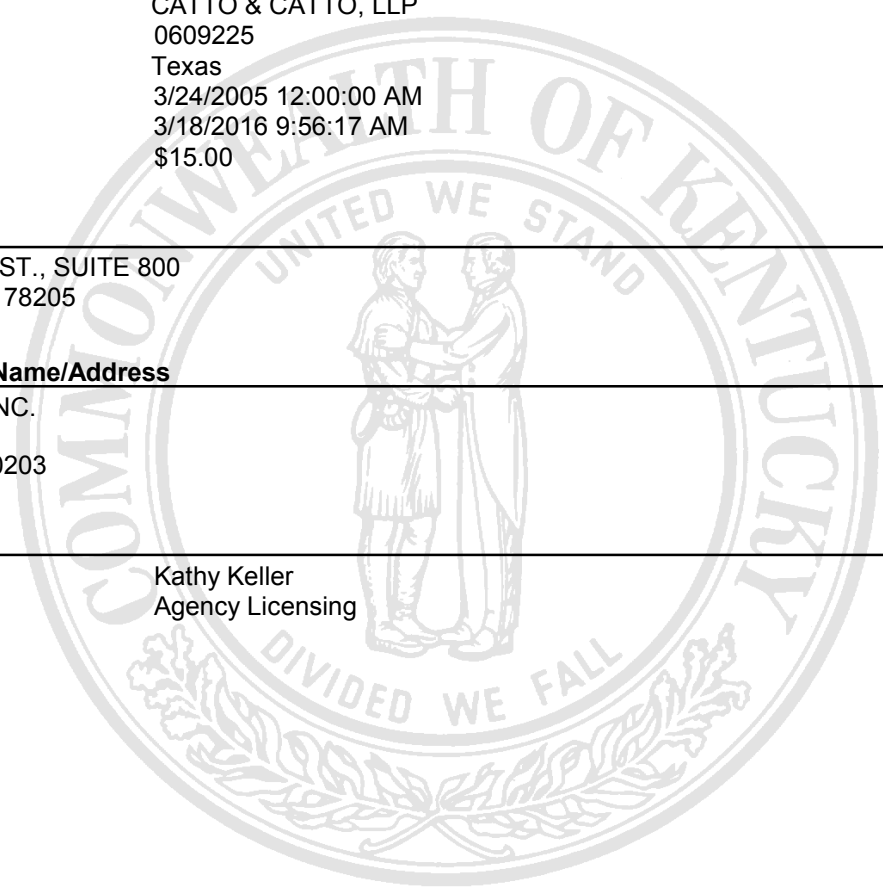 CATTO & CATTO, LLP
0609225
Texas
3/24/2005 12:00:00 AM
3/18/2016 9:56:17 AM
$15.00
ST., SUITE 800
78205
Name/Address
NC.
0203
Kathy Keller
Agency Licensing
COMMONWEALTH OF KENTUCKY
UNITED WE STAND
DIVIDED WE FALL